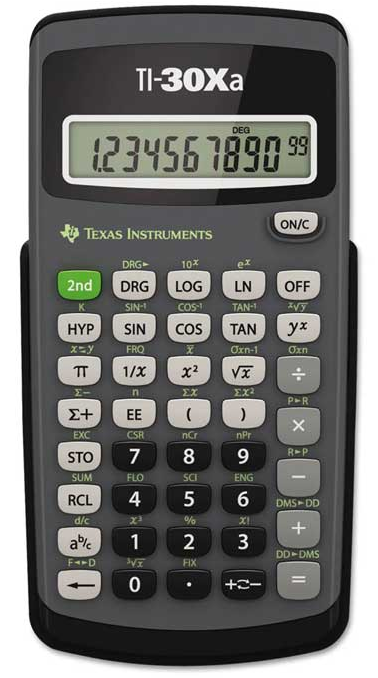 TI-30Xa
DEG
1.234567890 99
ON/C
TEXAS INSTRUMENTS
DRG► 10ˣ eˣ
2nd DRG LOG LN OFF
K SIN⁻¹ COS⁻¹ TAN⁻¹ ˣ√y
HYP SIN COS TAN yˣ
x⇆y FRQ x̄ σxn-1 σxn
π 1/x x² √x ÷
Σ− n Σx Σx² P►R
Σ+ EE ( ) ×
EXC CSR nCr nPr R►P
STO 7 8 9 −
SUM FLO SCI ENG DMS►DD
RCL 4 5 6 +
d/c x³ % x! DD►DMS
aᵇ/c 1 2 3 =
F◄►D ³√x FIX
← 0 . +⇆−